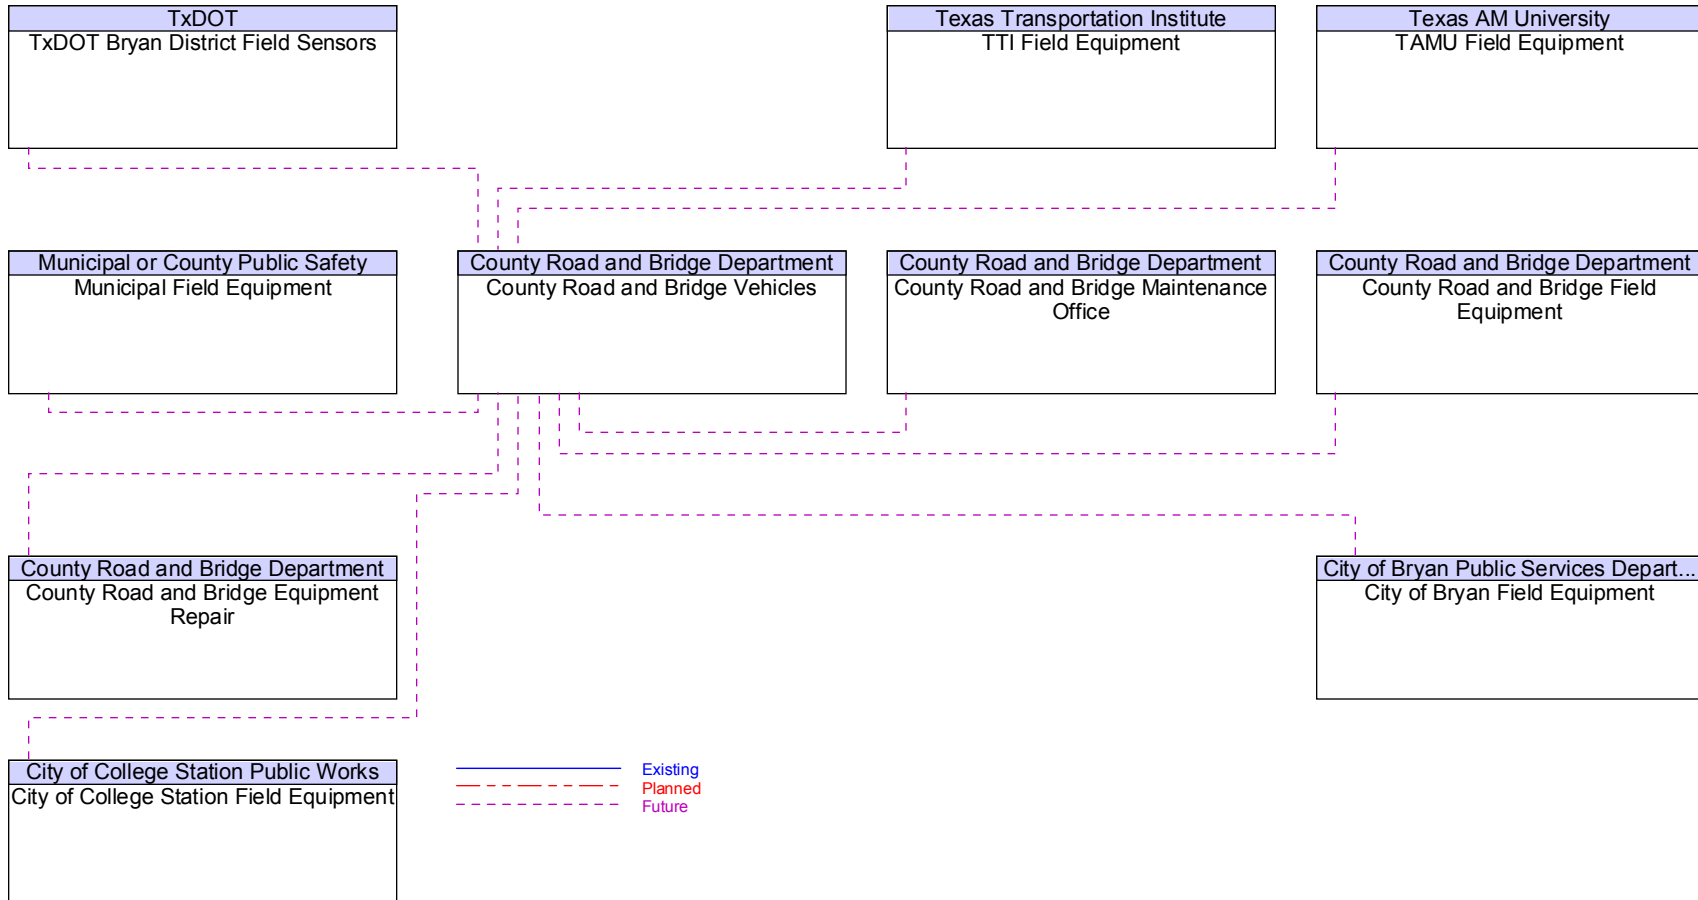 TxDOT
TxDOT Bryan District Field Sensors
Texas Transportation Institute
TTI Field Equipment
Texas AM University
TAMU Field Equipment
Municipal or County Public Safety
Municipal Field Equipment
County Road and Bridge Department
County Road and Bridge Vehicles
County Road and Bridge Department
County Road and Bridge Maintenance
Office
County Road and Bridge Department
County Road and Bridge Field
Equipment
County Road and Bridge Department
County Road and Bridge Equipment
Repair
City of Bryan Public Services Depart...
City of Bryan Field Equipment
City of College Station Public Works
City of College Station Field Equipment
Existing
Planned
Future